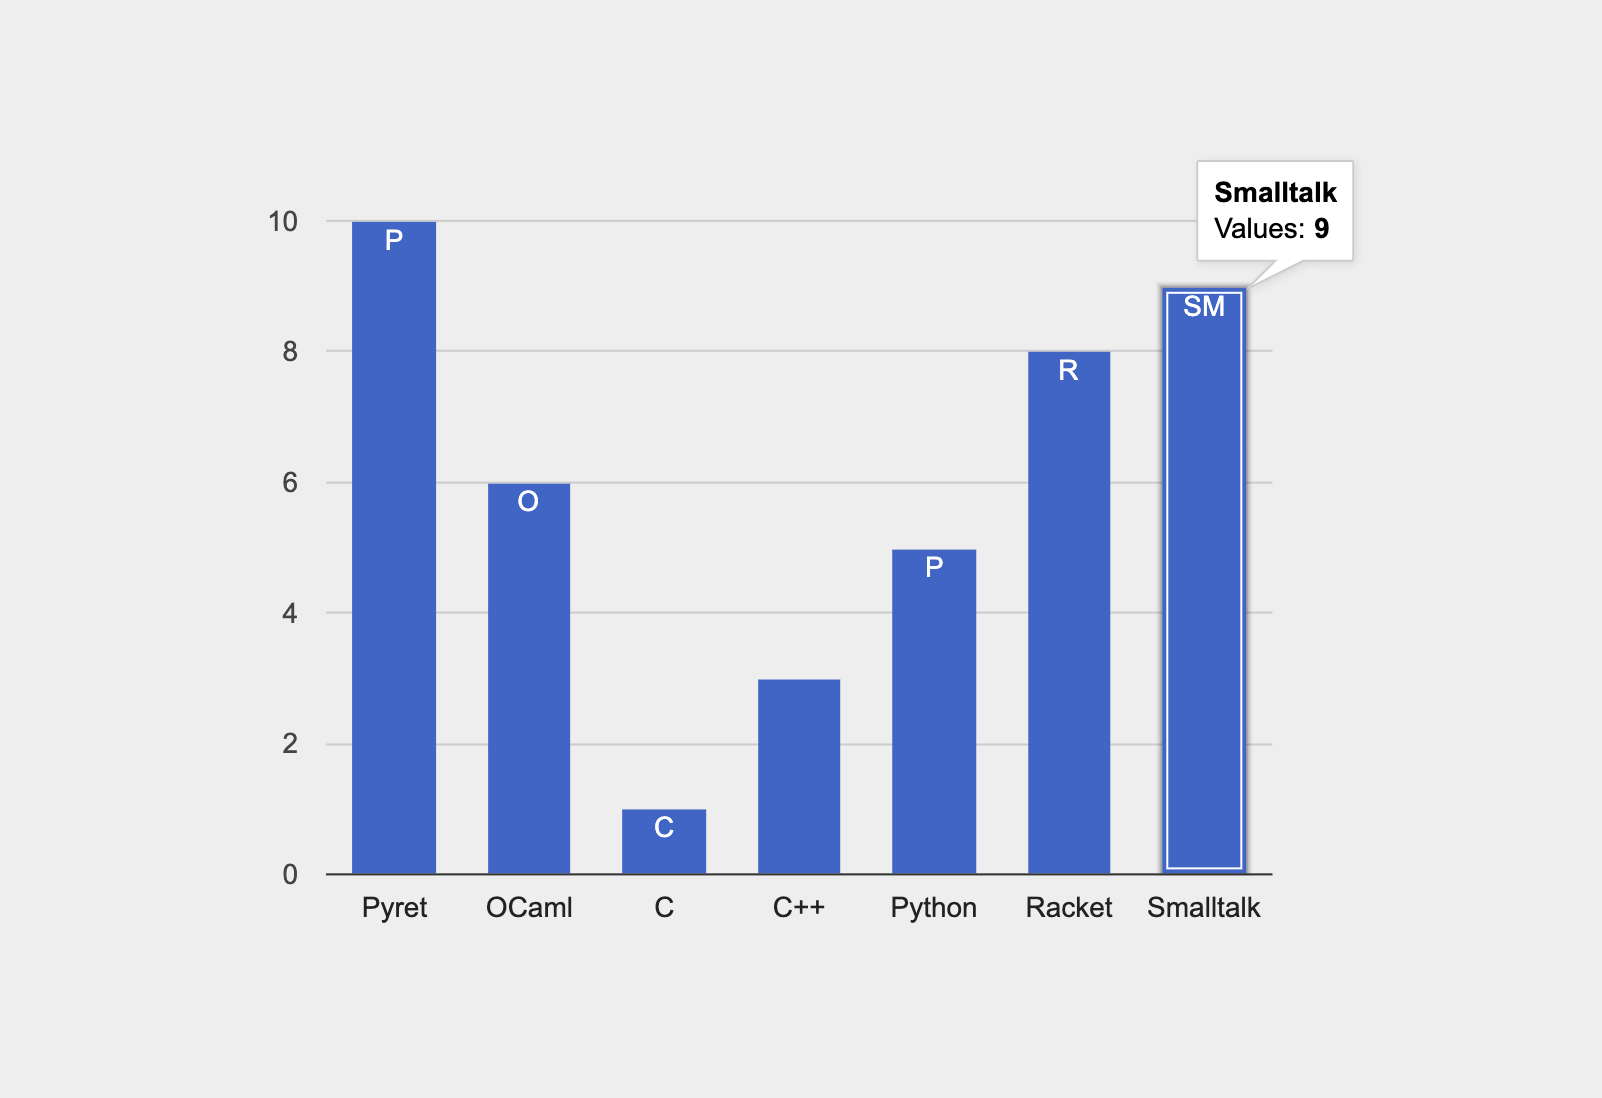 Smalltalk
Values: 9
10
P
SM
8
R
6
O
P
4
2
C
0
Pyret OCaml C C++ Python Racket Smalltalk